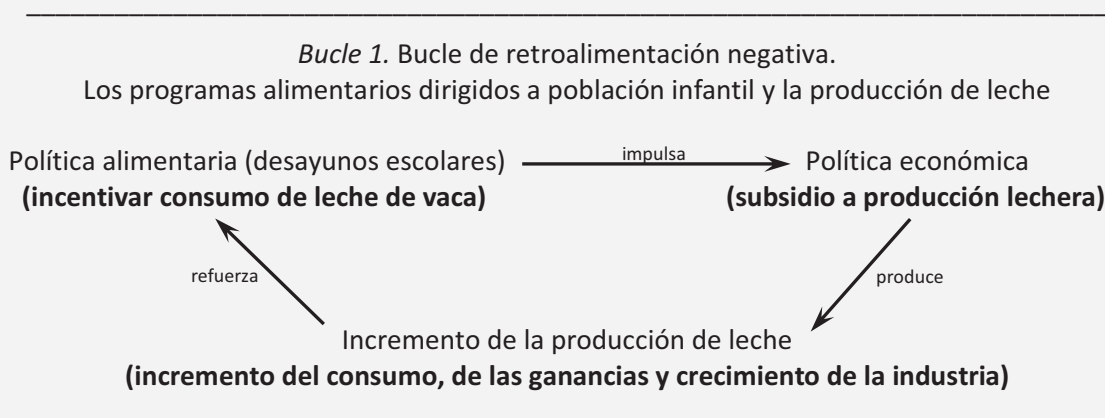 Bucle 1. Bucle de retroalimentación negativa.
Los programas alimentarios dirigidos a población infantil y la producción de leche
Política alimentaria (desayunos escolares)
(incentivar consumo de leche de vaca)
impulsa
Política económica
(subsidio a producción lechera)
refuerza
produce
Incremento de la producción de leche
(incremento del consumo, de las ganancias y crecimiento de la industria)